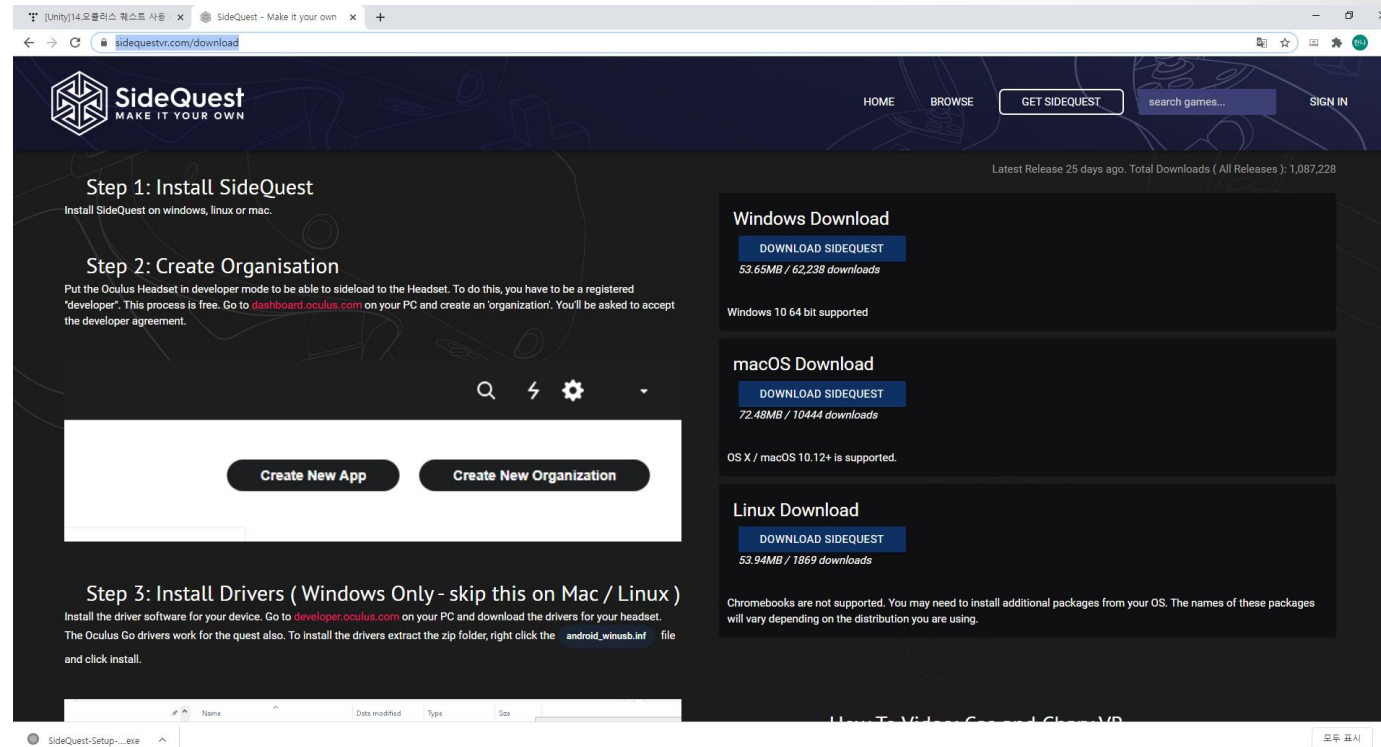 [Unity]14.오큘러스 퀘스트 사용
SideQuest - Make it your own
sidequestvr.com/download
한나
SideQuest
MAKE IT YOUR OWN
HOME
BROWSE
GET SIDEQUEST
search games...
SIGN IN
Latest Release 25 days ago. Total Downloads ( All Releases ): 1,087,228
Step 1: Install SideQuest
Install SideQuest on windows, linux or mac.
Step 2: Create Organisation
Put the Oculus Headset in developer mode to be able to sideload to the Headset. To do this, you have to be a registered
"developer". This process is free. Go to dashboard.oculus.com on your PC and create an 'organization'. You'll be asked to accept
the developer agreement.
Create New App
Create New Organization
Step 3: Install Drivers ( Windows Only - skip this on Mac / Linux )
Install the driver software for your device. Go to developer.oculus.com on your PC and download the drivers for your headset.
The Oculus Go drivers work for the quest also. To install the drivers extract the zip folder, right click the android_winusb.inf file
and click install.
Name
Date modified
Type
Size
Windows Download
DOWNLOAD SIDEQUEST
53.65MB / 62,238 downloads
Windows 10 64 bit supported
macOS Download
DOWNLOAD SIDEQUEST
72.48MB / 10444 downloads
OS X / macOS 10.12+ is supported.
Linux Download
DOWNLOAD SIDEQUEST
53.94MB / 1869 downloads
Chromebooks are not supported. You may need to install additional packages from your OS. The names of these packages
will vary depending on the distribution you are using.
How To Video: Cas and Chary VR
SideQuest-Setup-....exe
모두 표시